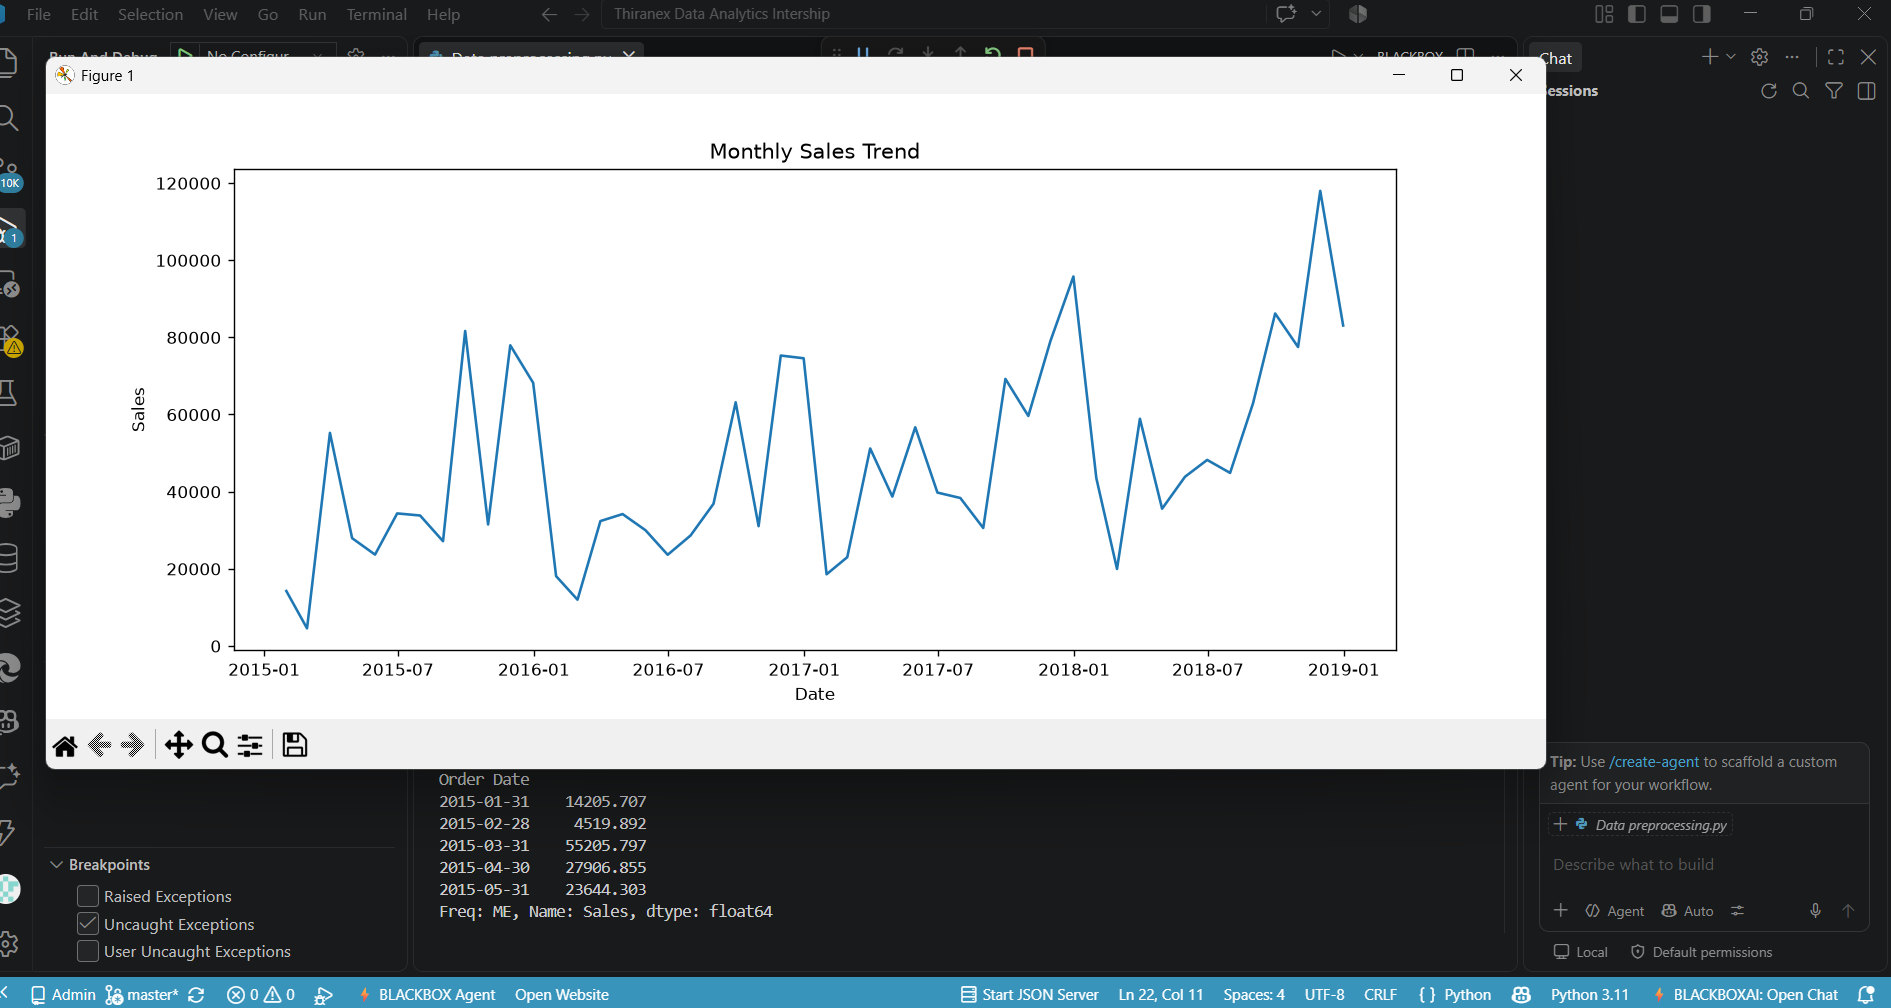 File Edit Selection View Go Run Terminal Help
Thiranex Data Analytics Intership
Figure 1
Chat
essions
10K
1
Monthly Sales Trend
120000
100000
80000
60000
40000
20000
0
Sales
2015-01 2015-07 2016-01 2016-07 2017-01 2017-07 2018-01 2018-07 2019-01
Date
Order Date
2015-01-31 14205.707
2015-02-28 4519.892
2015-03-31 55205.797
2015-04-30 27906.855
2015-05-31 23644.303
Freq: ME, Name: Sales, dtype: float64
Breakpoints
Raised Exceptions
Uncaught Exceptions
User Uncaught Exceptions
Tip: Use /create-agent to scaffold a custom
agent for your workflow.
Data preprocessing.py
Describe what to build
Agent Auto
Local Default permissions
Admin master* 0 0 BLACKBOX Agent Open Website Start JSON Server Ln 22, Col 11 Spaces: 4 UTF-8 CRLF {} Python Python 3.11 BLACKBOXAI: Open Chat